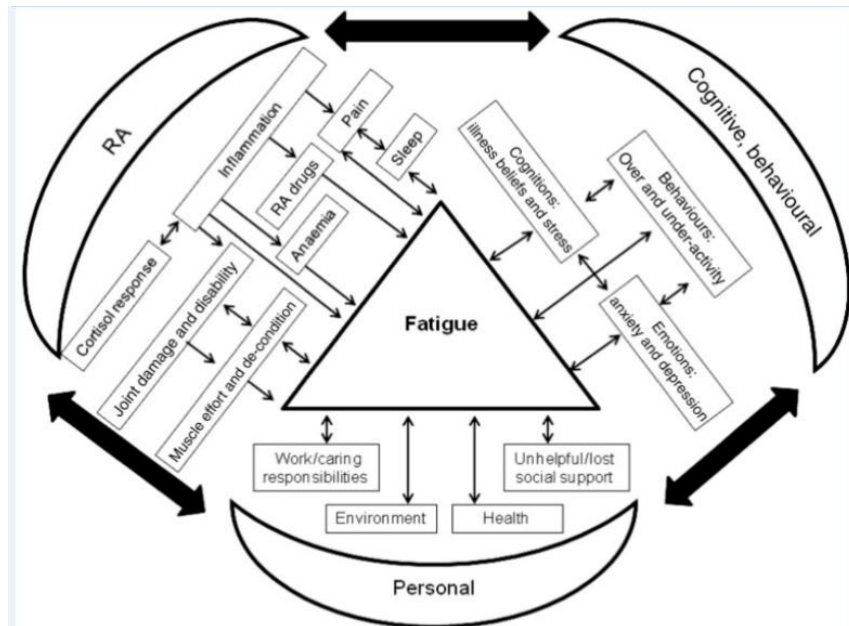 RA
Inflammation
Pain
Sleep
RA drugs
Anaemia
Cortisol response
Joint damage and disability
Muscle effort and de-condition
Cognitive, behavioural
Cognitions:
illness beliefs and stress
Behaviours:
Over and under-activity
Emotions:
anxiety and depression
Fatigue
Work/caring
responsibilities
Unhelpful/lost
social support
Environment
Health
Personal